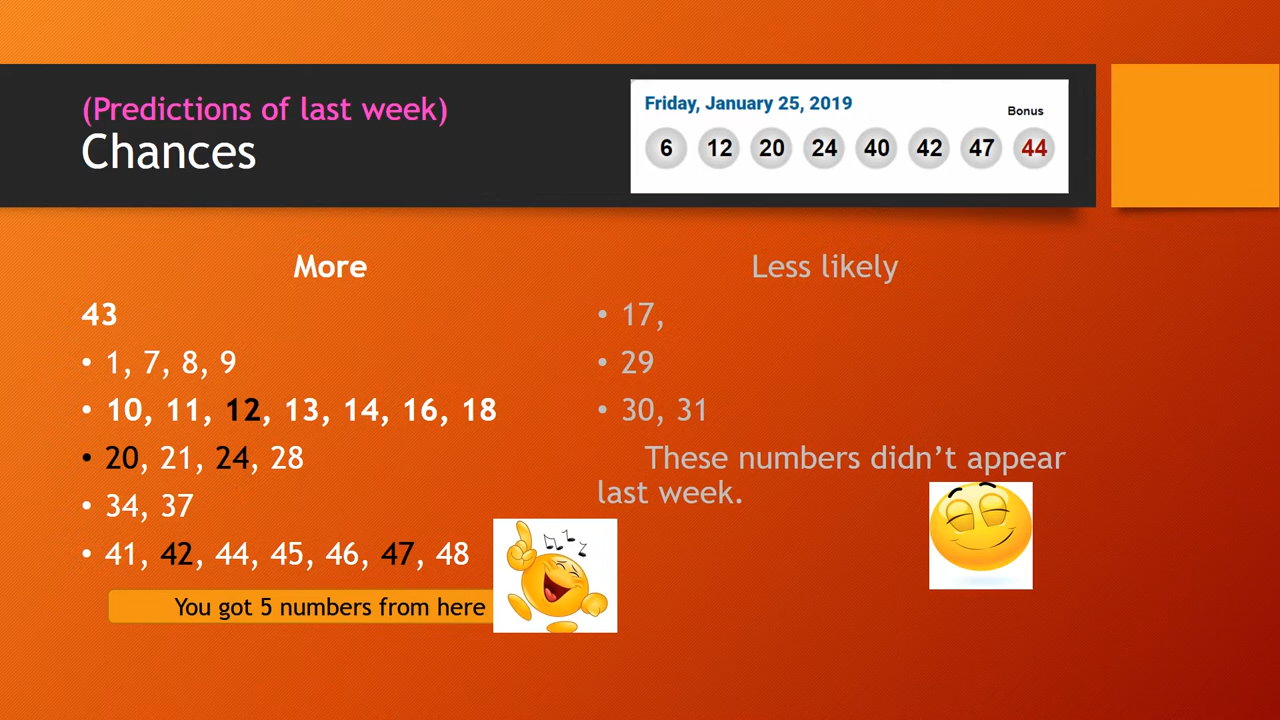 (Predictions of last week)
Chances
Friday, January 25, 2019
Bonus
6 12 20 24 40 42 47 44
More
43
• 1, 7, 8, 9
• 10, 11, 12, 13, 14, 16, 18
• 20, 21, 24, 28
• 34, 37
• 41, 42, 44, 45, 46, 47, 48
You got 5 numbers from here
Less likely
• 17,
• 29
• 30, 31
These numbers didn’t appear
last week.